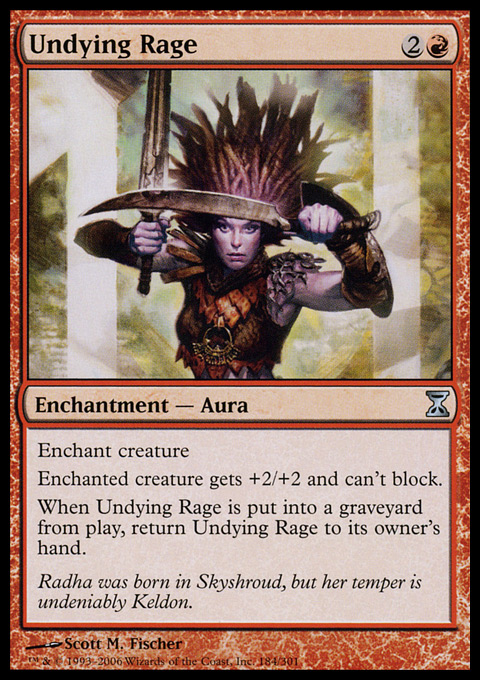 Undying Rage 2
Enchantment — Aura
Enchant creature
Enchanted creature gets +2/+2 and can't block.
When Undying Rage is put into a graveyard
from play, return Undying Rage to its owner's
hand.
Radha was born in Skyshroud, but her temper is
undeniably Keldon.
Scott M. Fischer
™ & © 1993–2006 Wizards of the Coast, Inc. 184/301